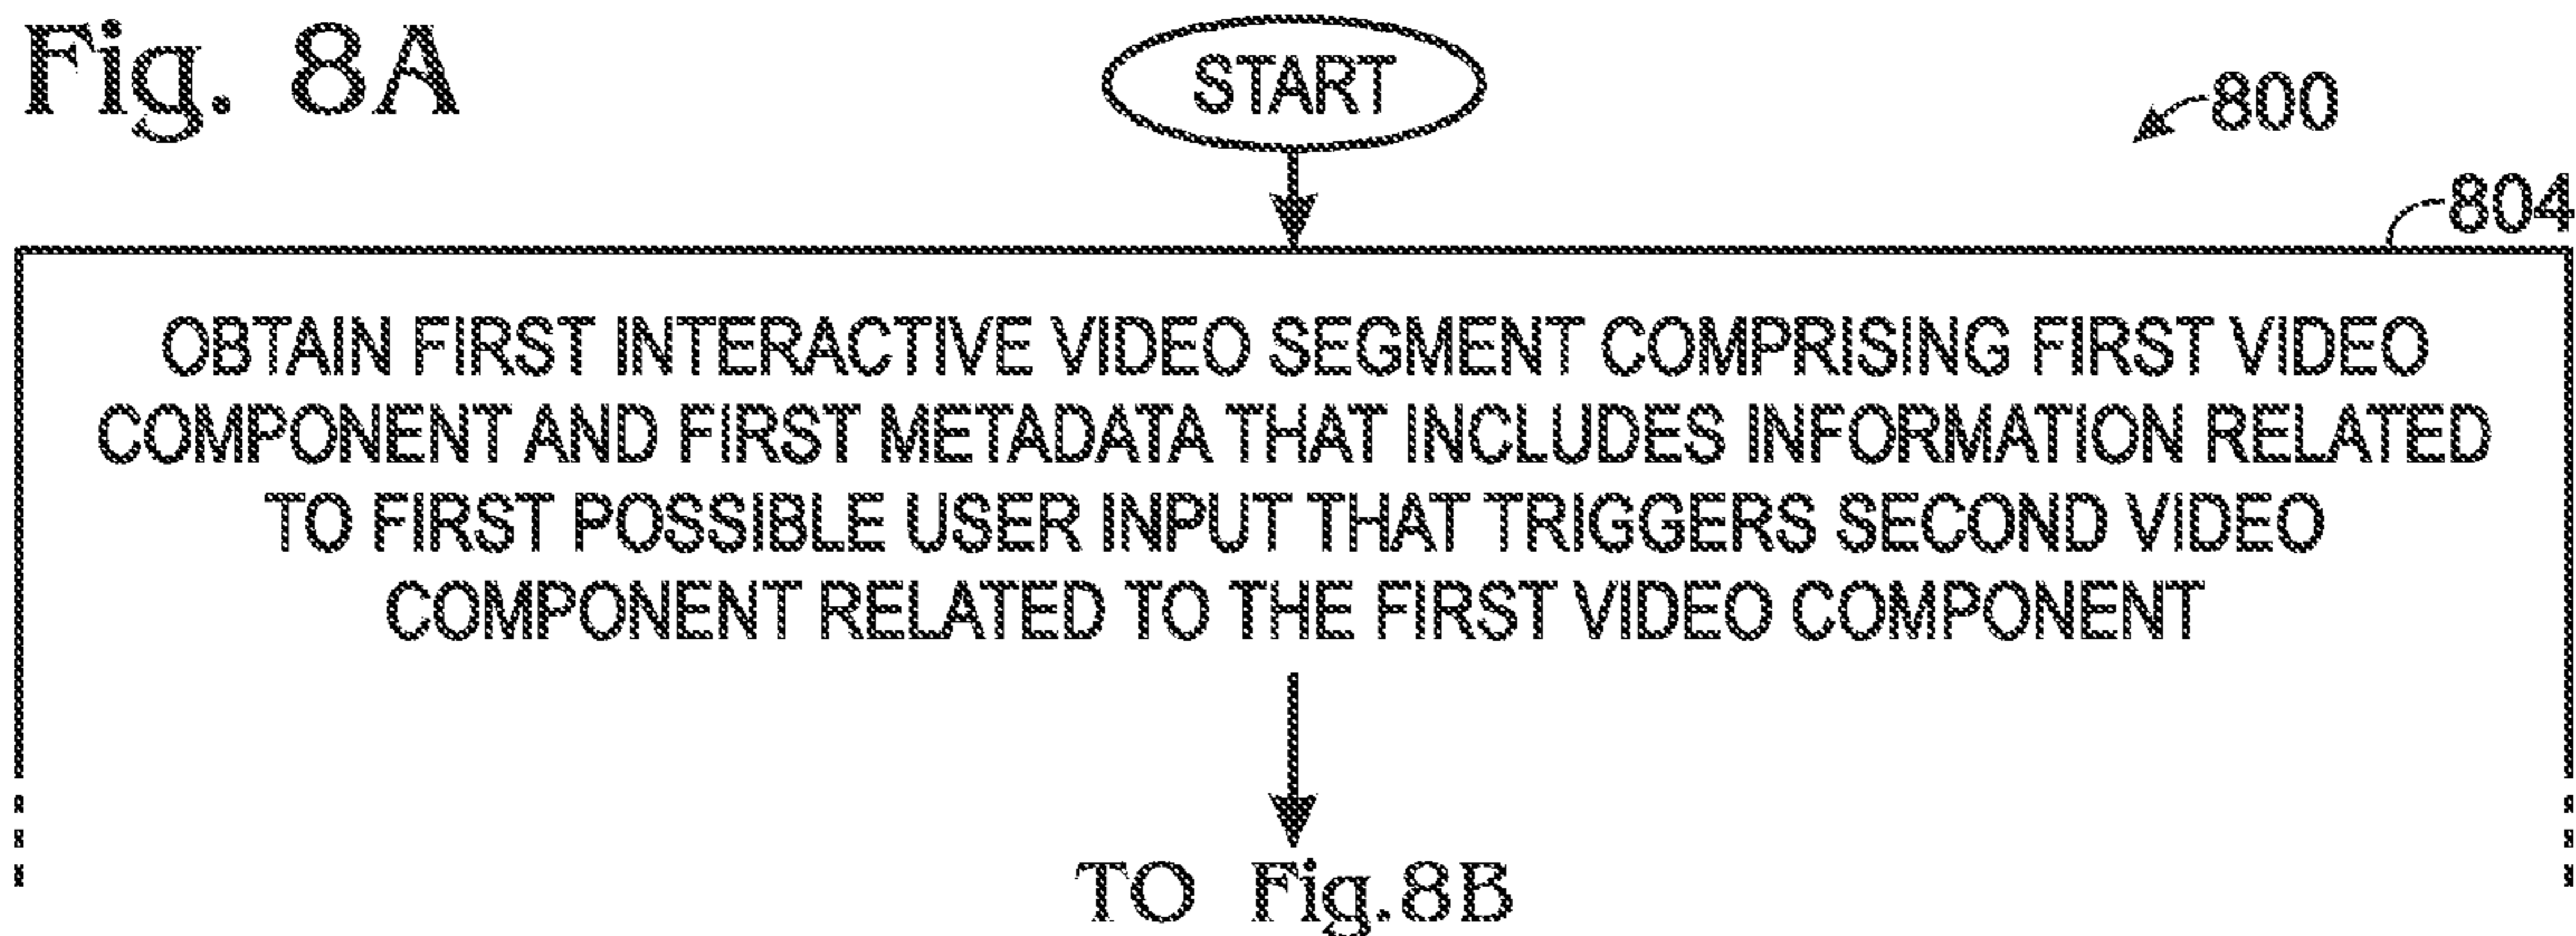 Fig. 8A
START
800
804
OBTAIN FIRST INTERACTIVE VIDEO SEGMENT COMPRISING FIRST VIDEO
COMPONENT AND FIRST METADATA THAT INCLUDES INFORMATION RELATED
TO FIRST POSSIBLE USER INPUT THAT TRIGGERS SECOND VIDEO
COMPONENT RELATED TO THE FIRST VIDEO COMPONENT
TO Fig.8B